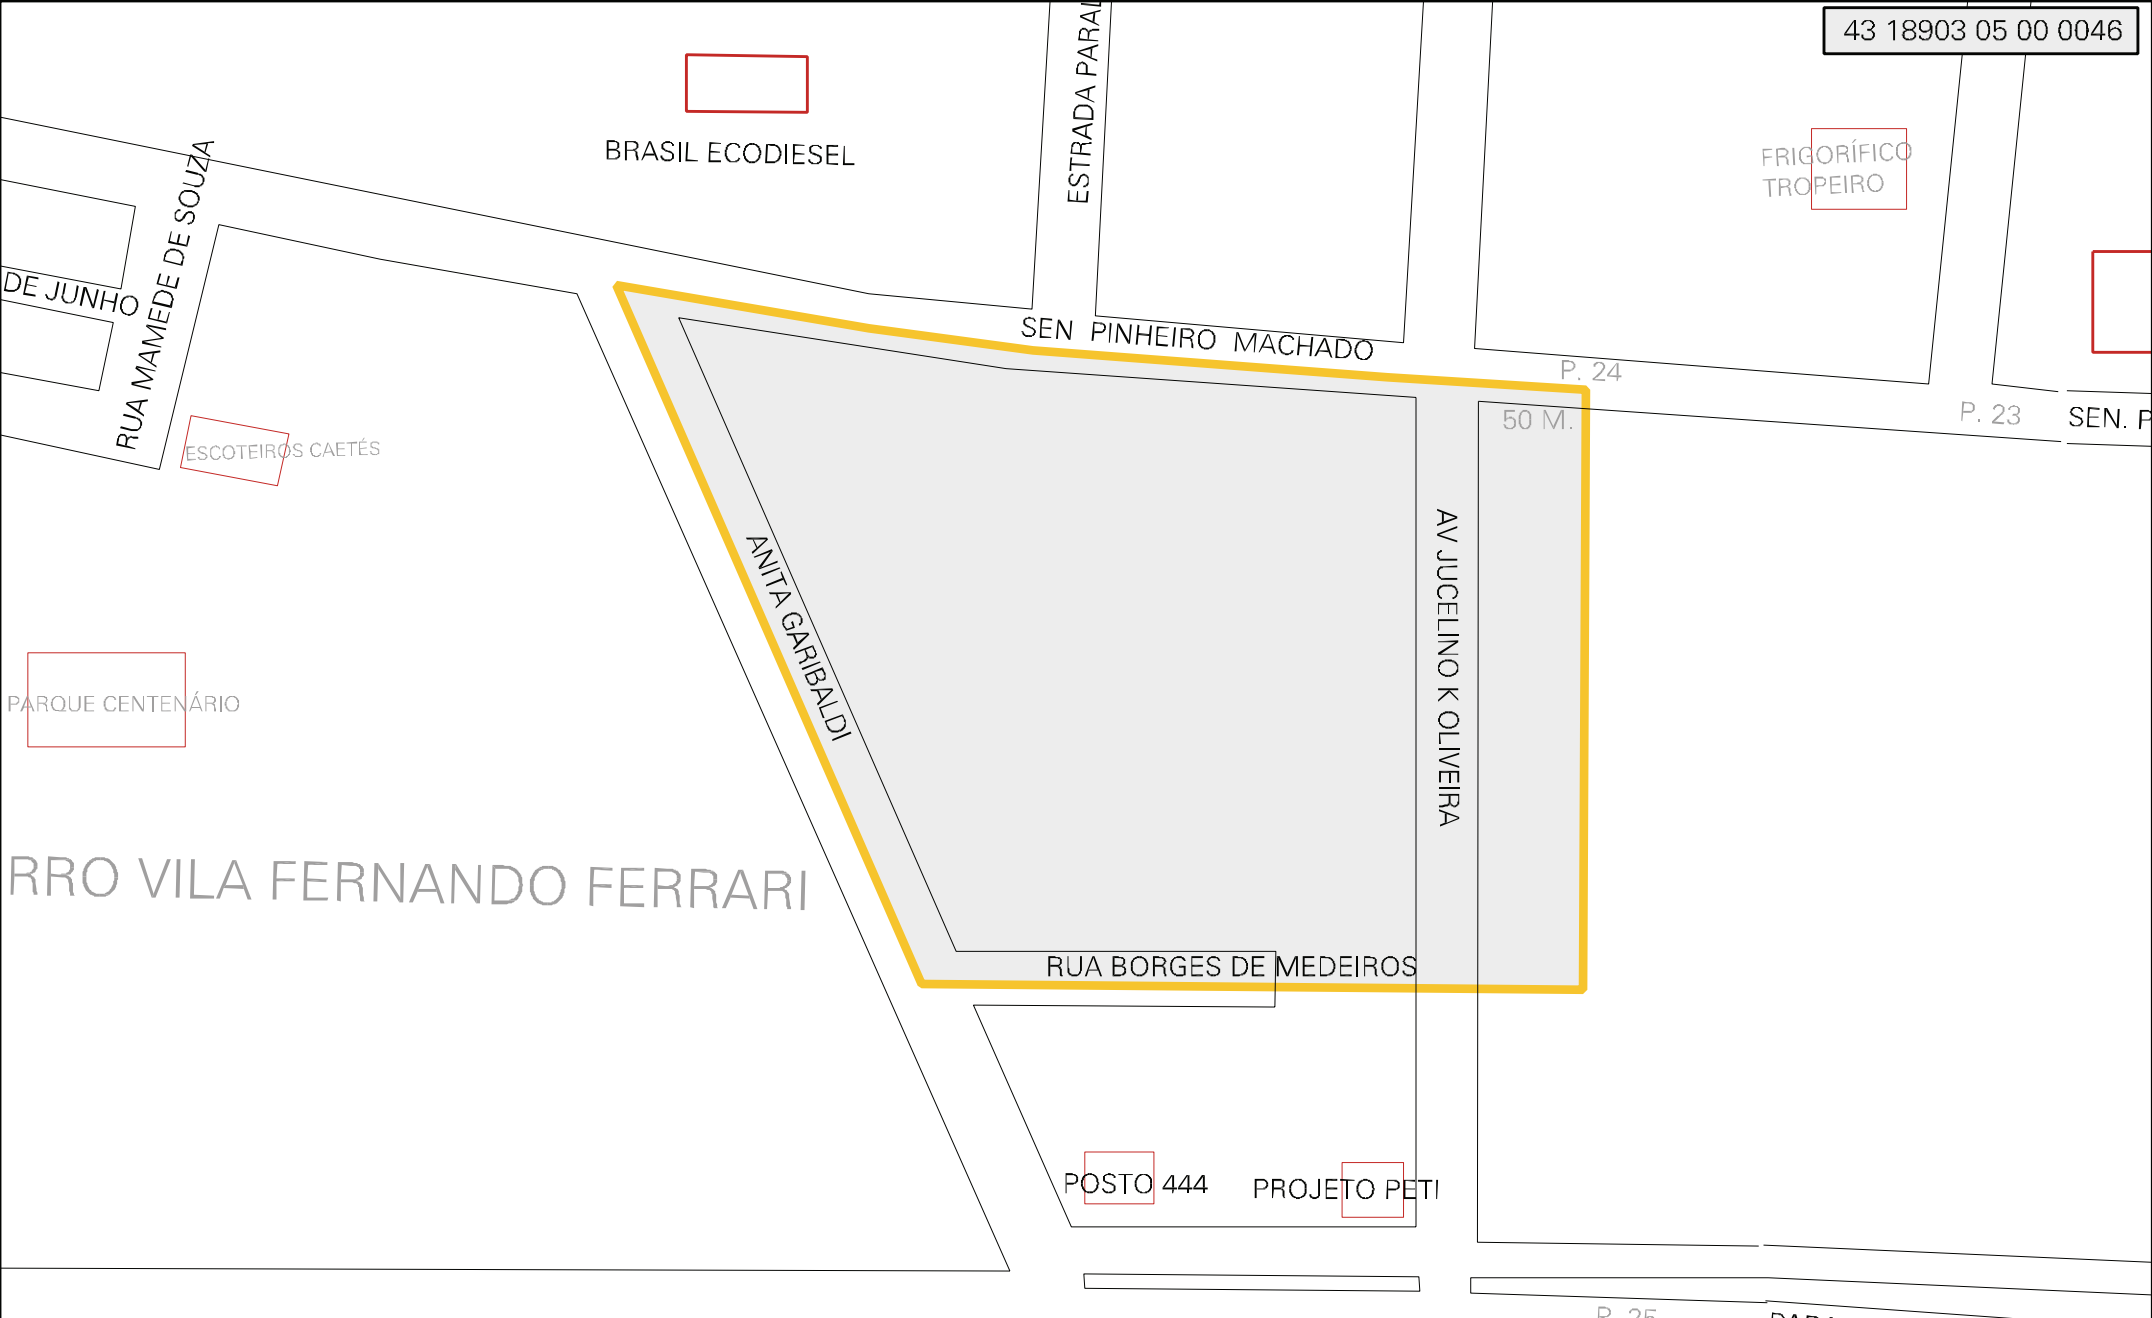 43 18903 05 00 0046
ESTRADA
BRASIL ECODIESEL
FRIGORÍFICO
TROPEIRO
RUA MAMEDE DE SOUZA
DE JUNHO
SEN PINHEIRO MACHADO
P. 24
50 M.
P. 23
SEN.
ESCOTEIROS CAETÉS
ANITA GARIBALDI
AV JUCELINO K OLIVEIRA
PARQUE CENTENÁRIO
VILA FERNANDO FERRARI
RUA BORGES DE MEDEIROS
POSTO 444
PROJETO PETI